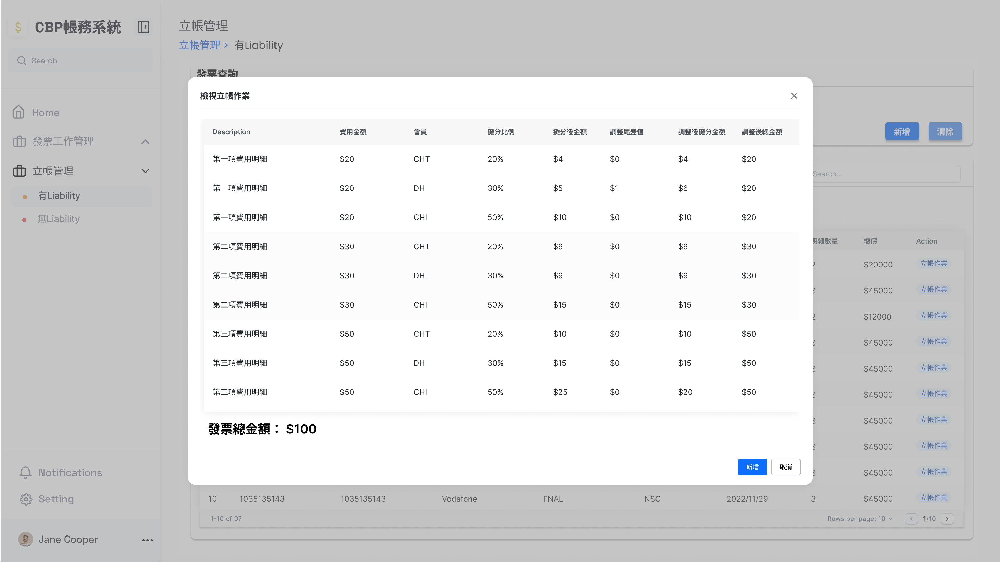 CBP帳務系統
Search
Home
發票工作管理
立帳管理
有Liability
無Liability
Notifications
Setting
Jane Cooper
立帳管理
立帳管理 > 有Liability
發票查詢
新增 清除
Search...
檢視立帳作業
Description 費用金額 會員 攤分比例 攤分後金額 調整尾差值 調整後攤分金額 調整後總金額
第一項費用明細 $20 CHT 20% $4 $0 $4 $20
第一項費用明細 $20 DHI 30% $5 $1 $6 $20
第一項費用明細 $20 CHI 50% $10 $0 $10 $20
第二項費用明細 $30 CHT 20% $6 $0 $6 $30
第二項費用明細 $30 DHI 30% $9 $0 $9 $30
第二項費用明細 $30 CHI 50% $15 $0 $15 $30
第三項費用明細 $50 CHT 20% $10 $0 $10 $50
第三項費用明細 $50 DHI 30% $15 $0 $15 $50
第三項費用明細 $50 CHI 50% $25 $0 $20 $50
發票總金額： $100
新增 取消
明細數量 總價 Action
2 $20000 立帳作業
3 $45000 立帳作業
2 $12000 立帳作業
3 $45000 立帳作業
3 $45000 立帳作業
3 $45000 立帳作業
3 $45000 立帳作業
3 $45000 立帳作業
3 $45000 立帳作業
10 1035135143 1035135143 Vodafone FNAL NSC 2022/11/29 3 $45000 立帳作業
1-10 of 97 Rows per page: 10 1/10